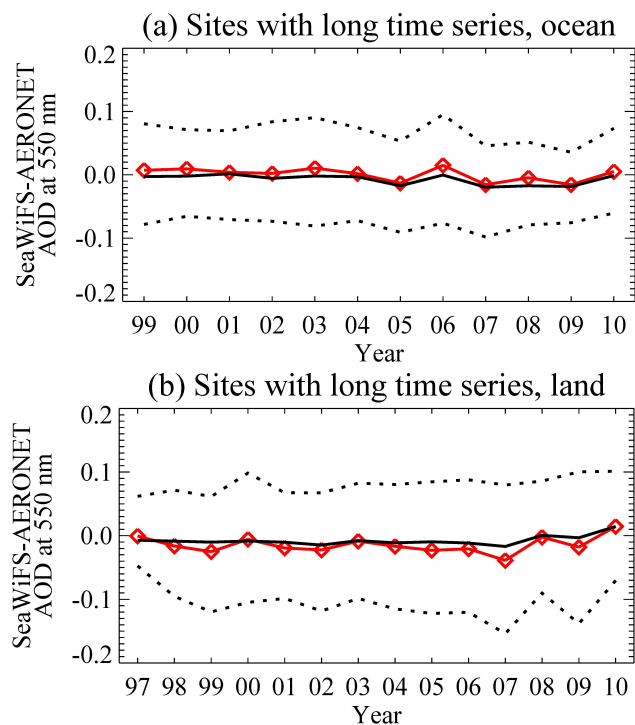 (a) Sites with long time series, ocean
SeaWiFS-AERONET
AOD at 550 nm
0.2
0.1
0.0
-0.1
-0.2
99 00 01 02 03 04 05 06 07 08 09 10
Year
(b) Sites with long time series, land
SeaWiFS-AERONET
AOD at 550 nm
0.2
0.1
0.0
-0.1
-0.2
97 98 99 00 01 02 03 04 05 06 07 08 09 10
Year